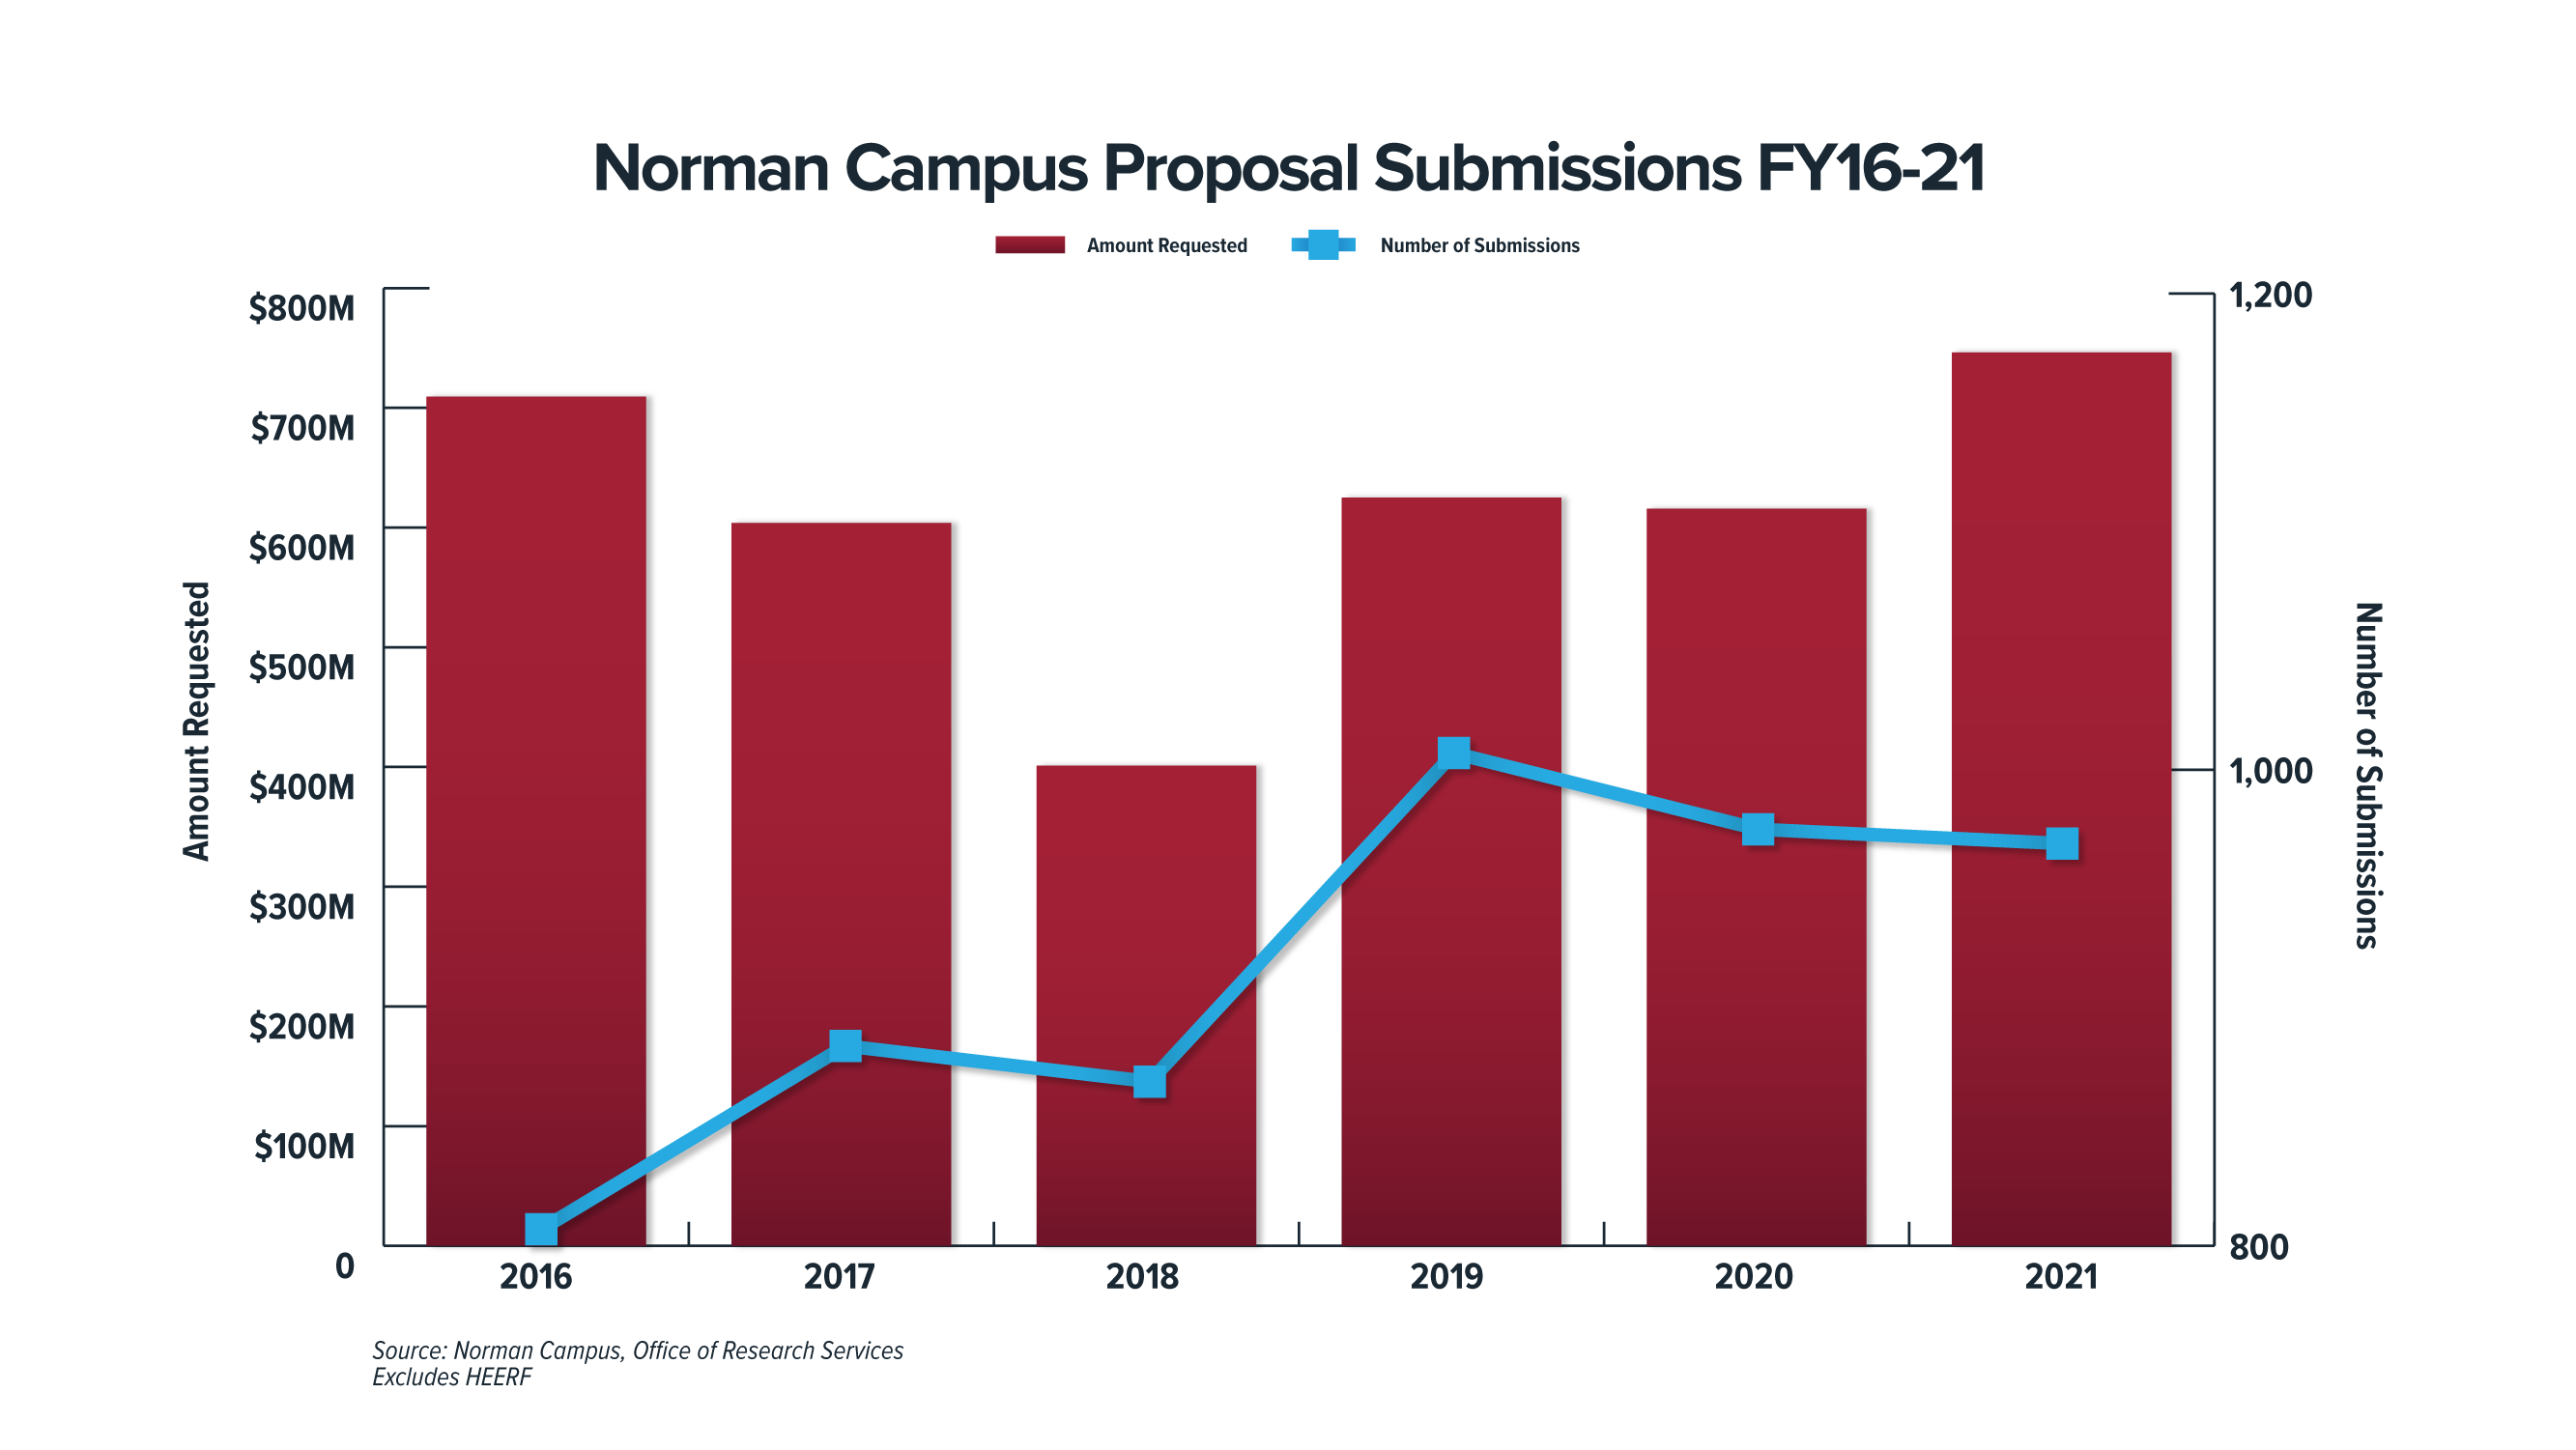 Norman Campus Proposal Submissions FY16-21
Amount Requested
Number of Submissions
$800M
$700M
$600M
$500M
$400M
$300M
$200M
$100M
0
Amount Requested
1,200
1,000
800
Number of Submissions
2016
2017
2018
2019
2020
2021
Source: Norman Campus, Office of Research Services
Excludes HEERF